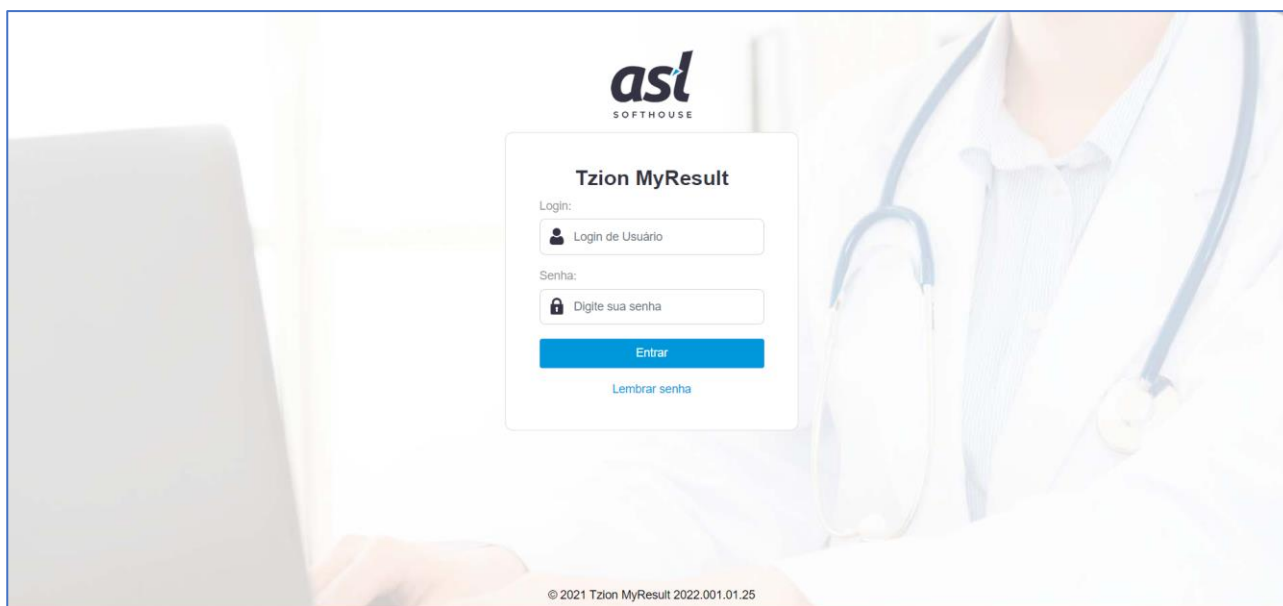 asl
SOFTHOUSE
Tzion MyResult
Login:
Login de Usuário
Senha:
Digite sua senha
Entrar
Lembrar senha
© 2021 Tzion MyResult 2022.001.01.25